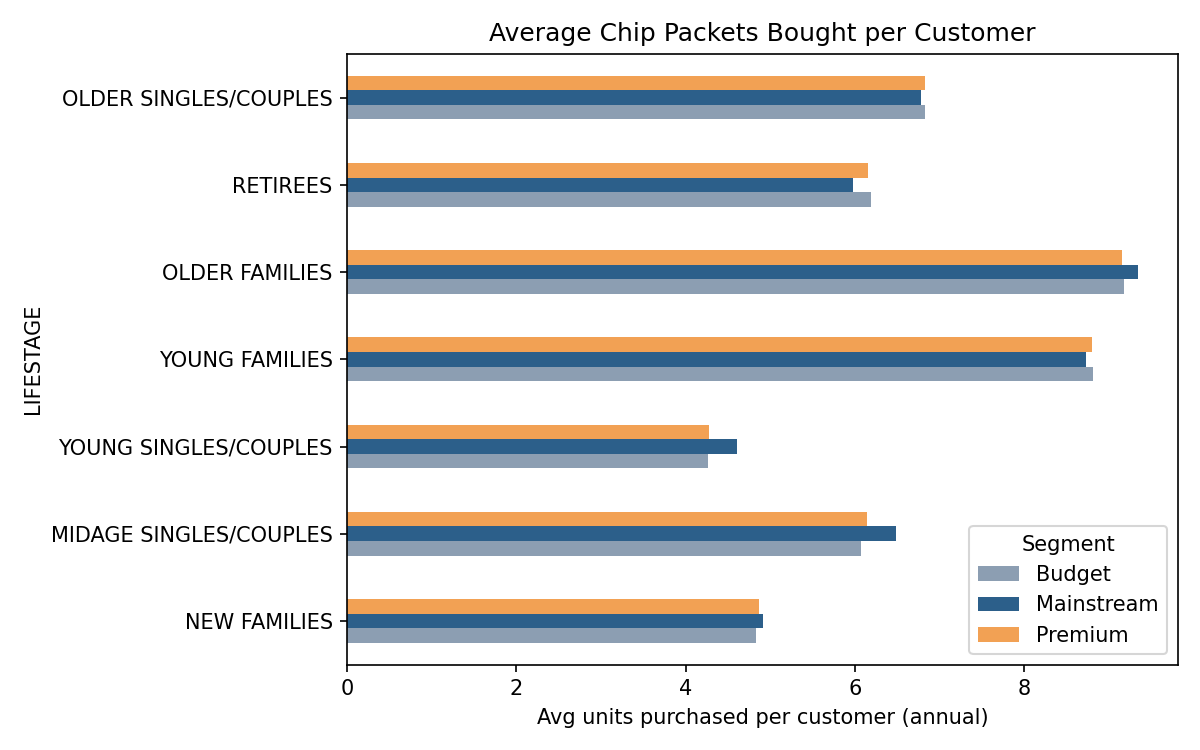 Average Chip Packets Bought per Customer
OLDER SINGLES/COUPLES
RETIREES
OLDER FAMILIES
YOUNG FAMILIES
YOUNG SINGLES/COUPLES
MIDAGE SINGLES/COUPLES
NEW FAMILIES
LIFESTAGE
Segment
Budget
Mainstream
Premium
0 2 4 6 8
Avg units purchased per customer (annual)